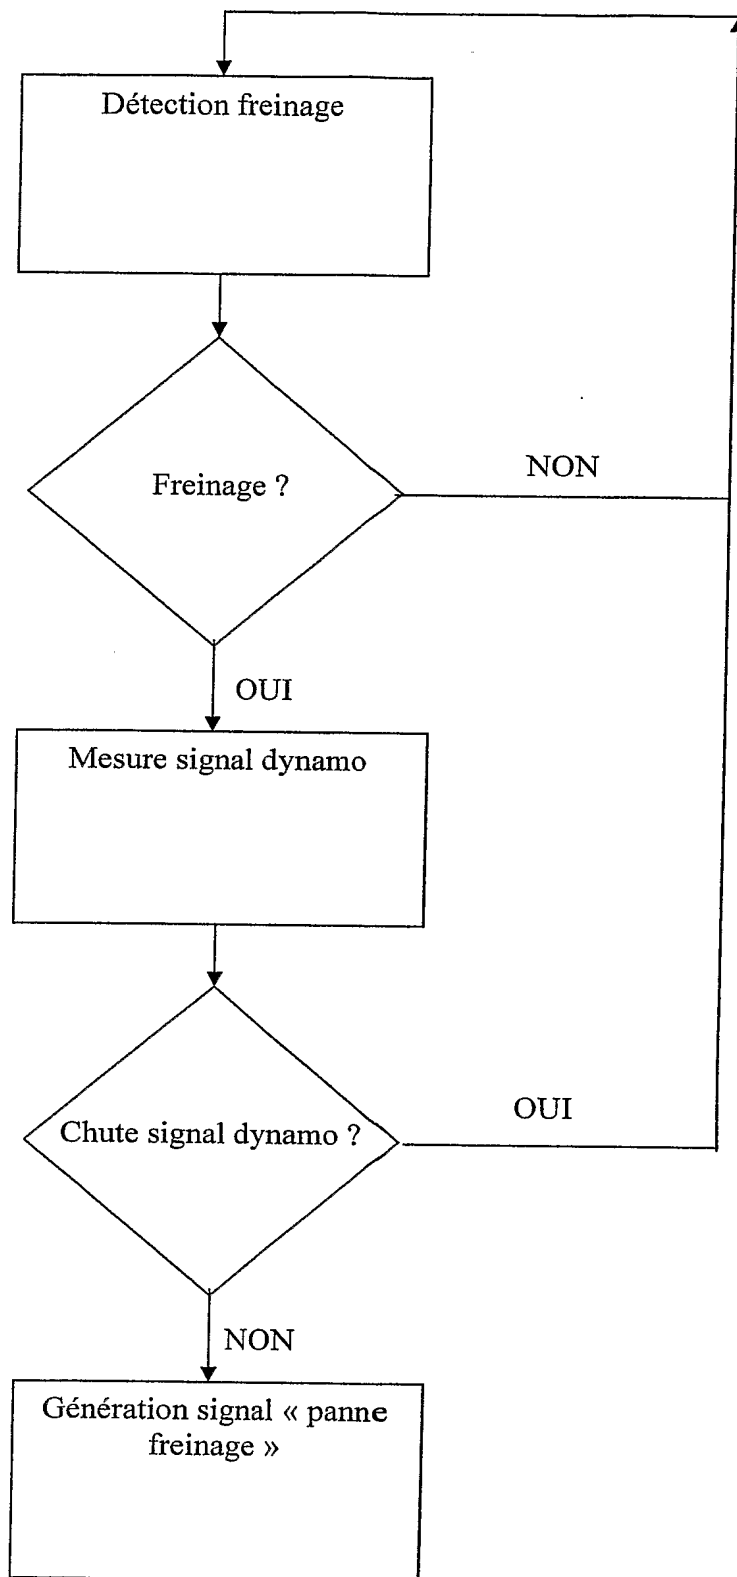 Détection freinage
Freinage ?
NON
OUI
Mesure signal dynamo
Chute signal dynamo ?
OUI
NON
Génération signal « panne
freinage »